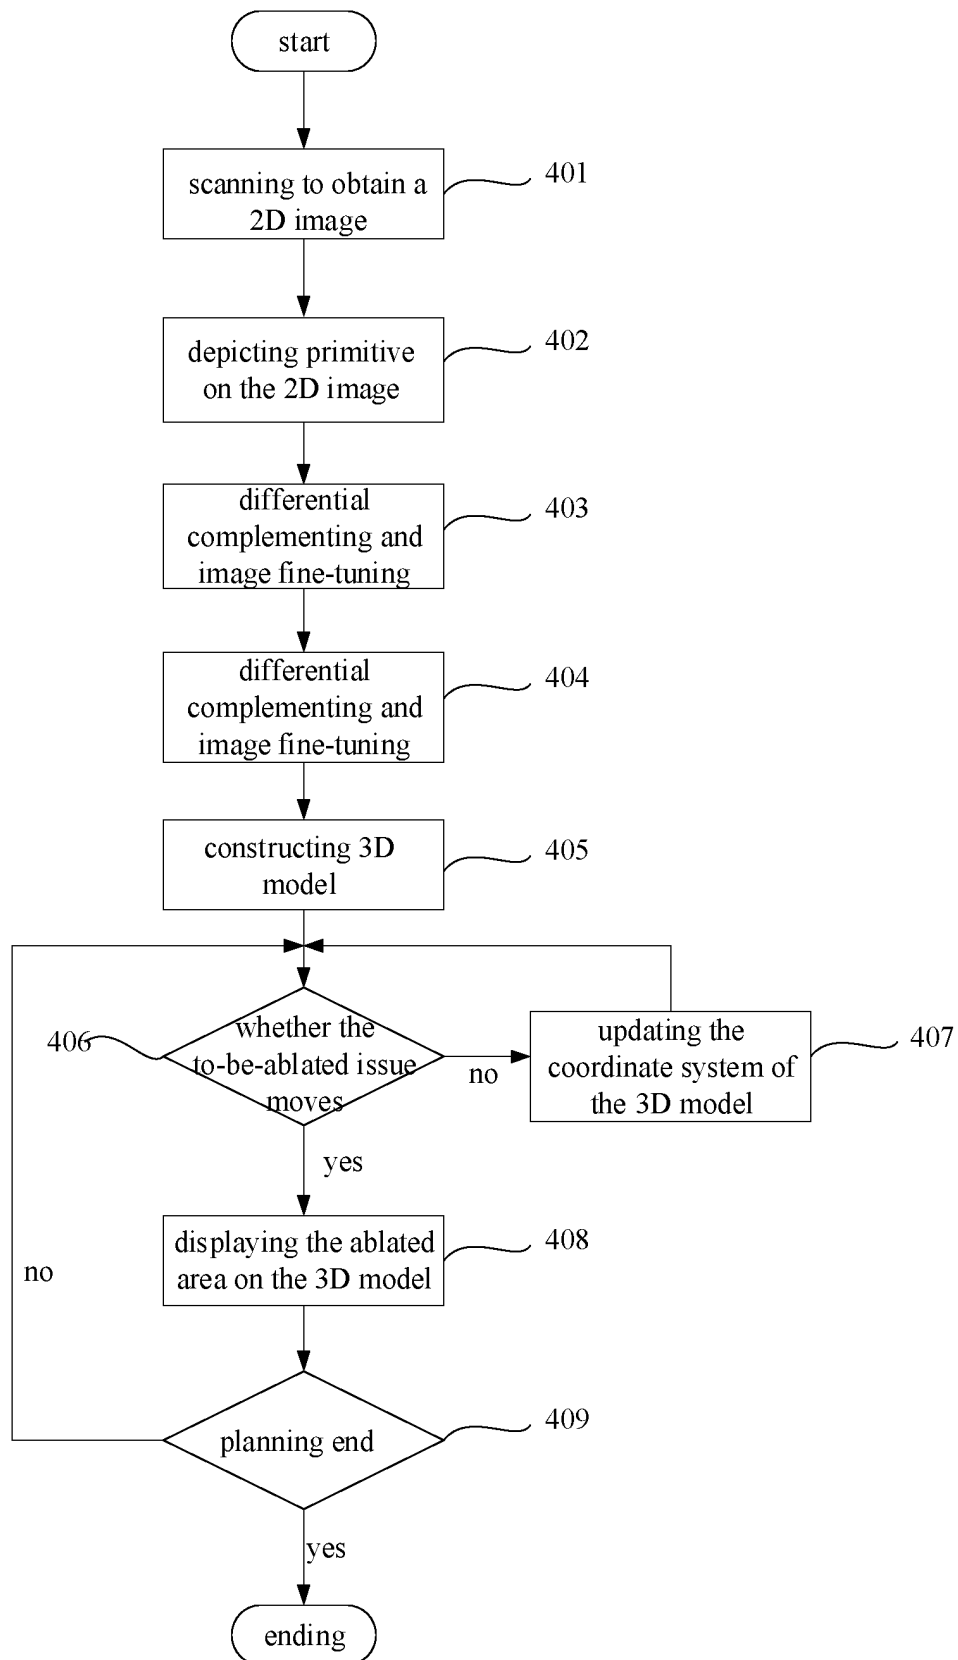 start
scanning to obtain a
2D image
401
depicting primitive
on the 2D image
402
differential
complementing and
image fine-tuning
403
differential
complementing and
image fine-tuning
404
constructing 3D
model
405
whether the
to-be-ablated issue
moves
406
no
updating the
coordinate system of
the 3D model
407
yes
displaying the ablated
area on the 3D model
408
no
planning end
409
yes
ending